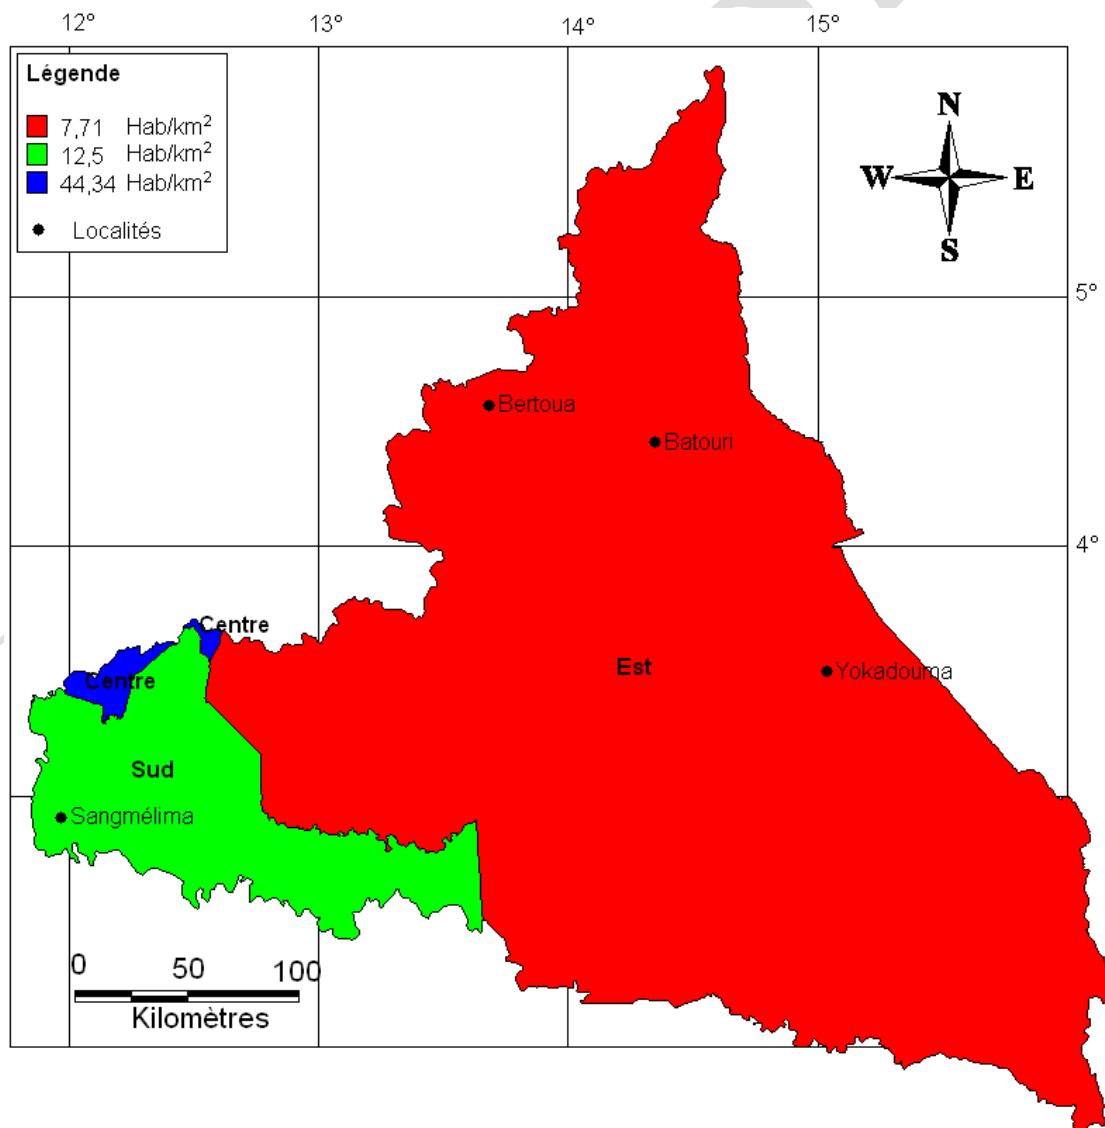 12° 13° 14° 15°
Légende
7,71 Hab/km²
12,5 Hab/km²
44,34 Hab/km²
Localités
N
W E
S
5°
Bertoua
Batouri
4°
Centre
Est
Yokadouma
Centre
Sud
Sangmélima
0 50 100
Kilomètres